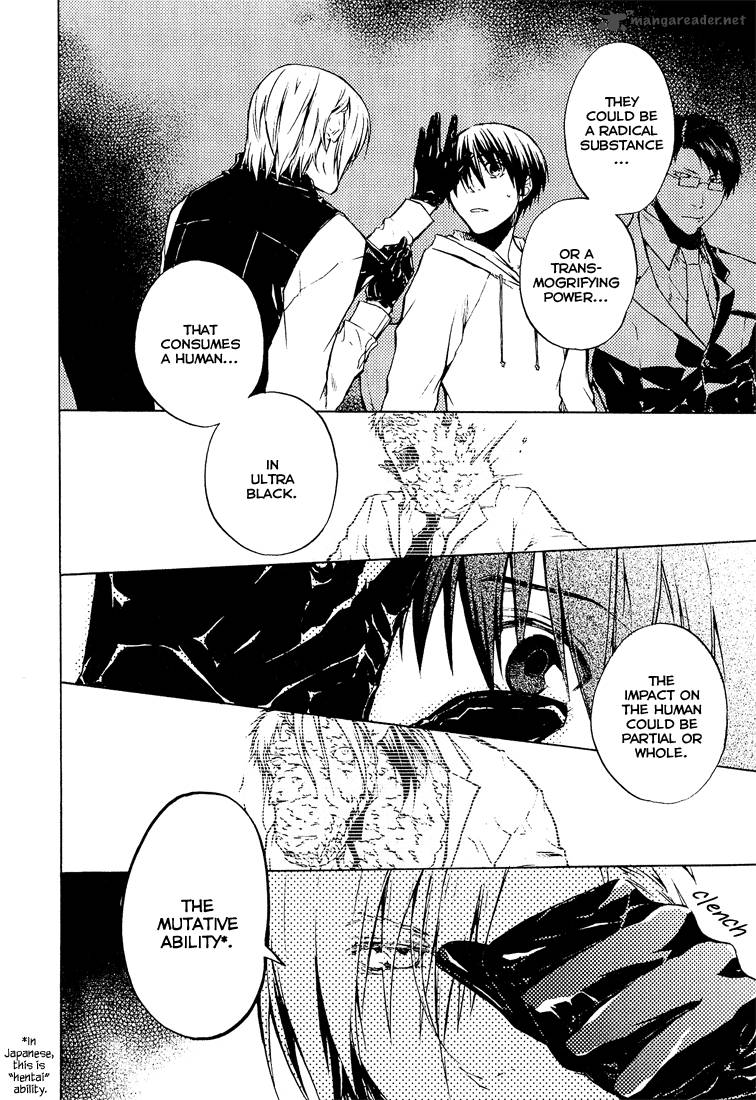 mangareader.net
THEY
COULD BE
A RADICAL
SUBSTANCE
...
OR A
TRANS-
MOGRIFYING
POWER...
THAT
CONSUMES
A HUMAN...
IN
ULTRA
BLACK.
THE
IMPACT ON
THE HUMAN
COULD BE
PARTIAL OR
WHOLE.
THE
MUTATIVE
ABILITY*.
clench
*In
Japanese,
this is
"hentai"
ability.